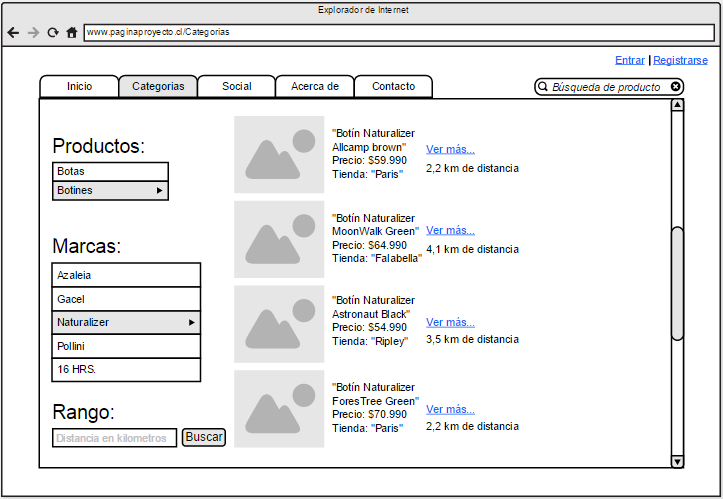 Explorador de Internet
www.paginaproyecto.cl/Categorias
Entrar | Registrarse
Inicio
Categorias
Social
Acerca de
Contacto
Búsqueda de producto
Productos:
Botas
Botines
Marcas:
Azaleia
Gacel
Naturalizer
Pollini
16 HRS.
Rango:
Distancia en kilometros
Buscar
"Botín Naturalizer
Allcamp brown"
Precio: $59.990
Tienda: "Paris"
Ver más...
2,2 km de distancia
"Botín Naturalizer
MoonWalk Green"
Precio: $64.990
Tienda: "Falabella"
Ver más...
4,1 km de distancia
"Botín Naturalizer
Astronaut Black"
Precio: $54.990
Tienda: "Ripley"
Ver más...
3,5 km de distancia
"Botín Naturalizer
ForesTree Green"
Precio: $70.990
Tienda: "Paris"
Ver más...
2,2 km de distancia